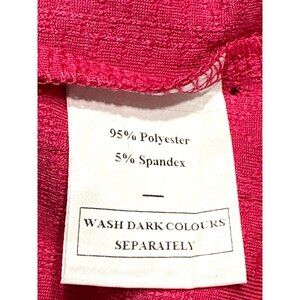 95% Polyester
5% Spandex
—
WASH DARK COLOURS
SEPARATELY